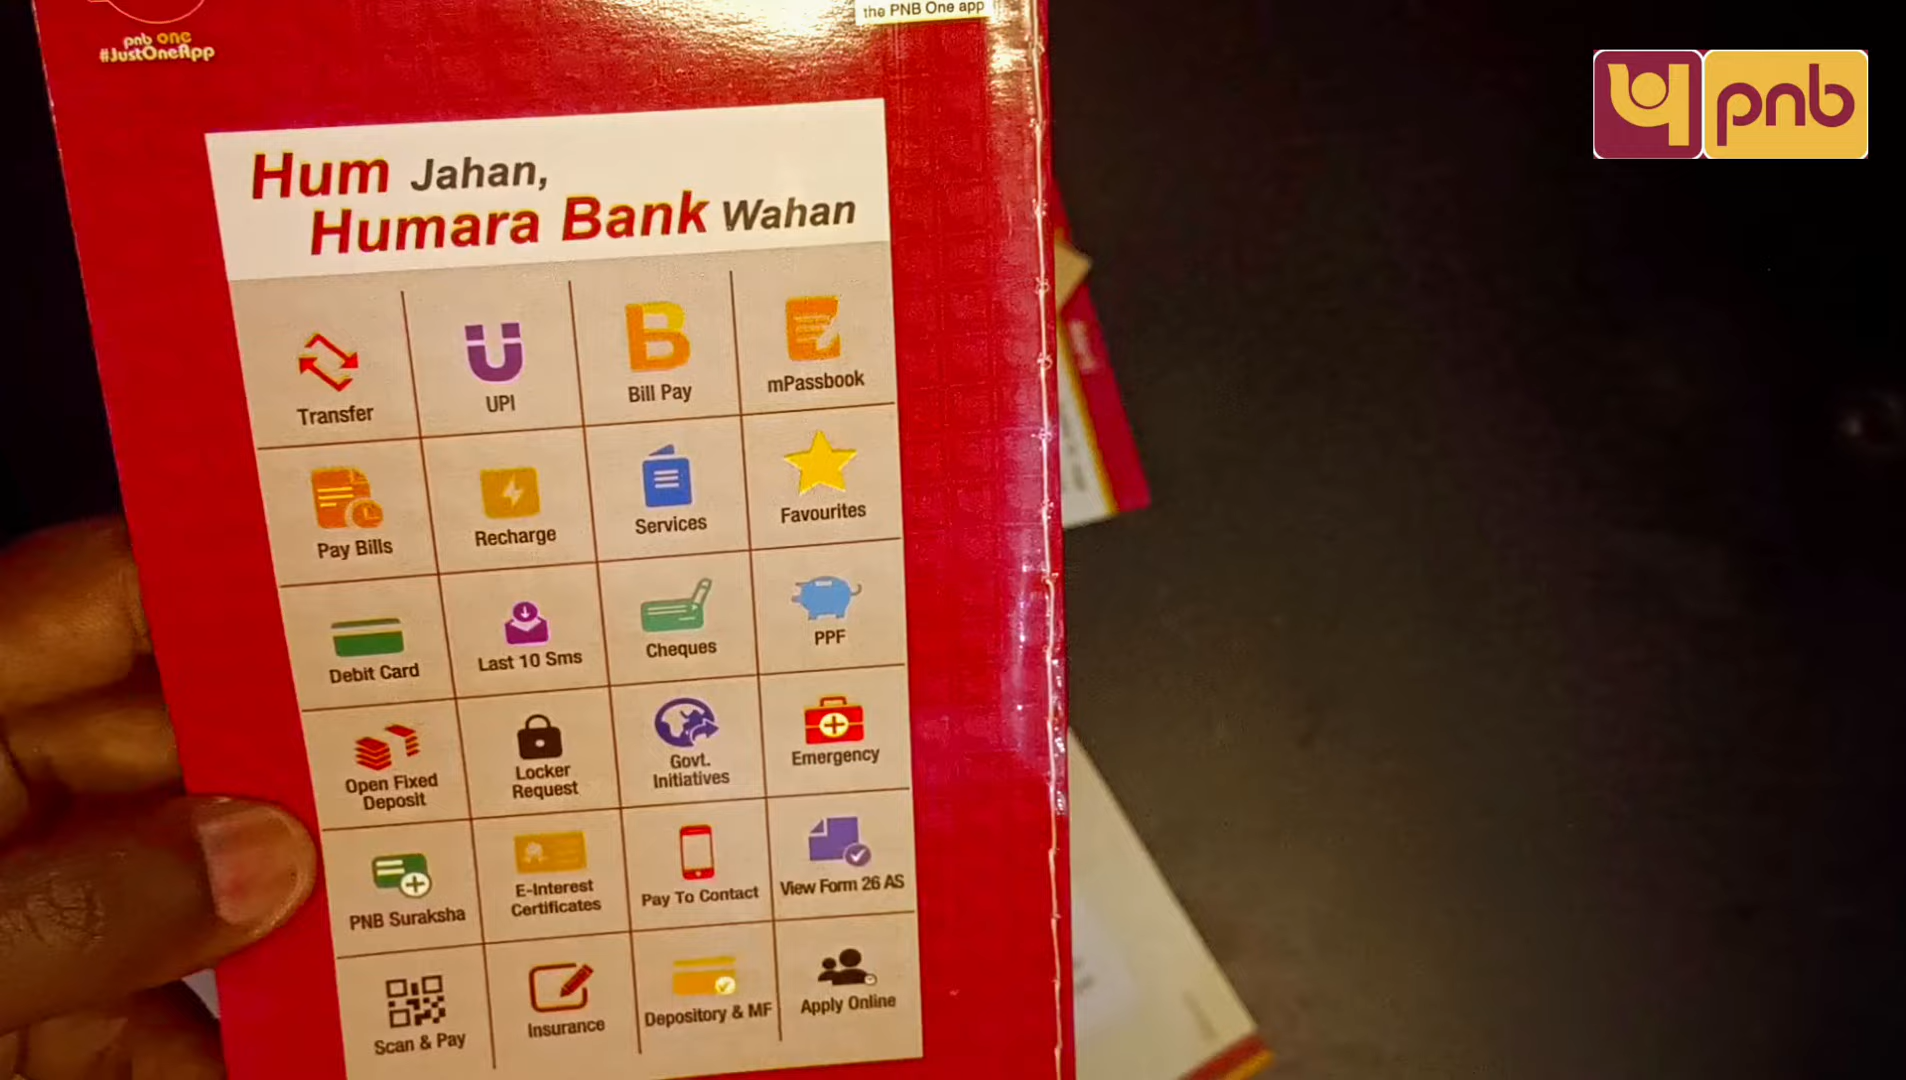 pnb one
#JustOneApp
the PNB One app
प pnb
Hum Jahan,
Humara Bank Wahan
Transfer
UPI
Bill Pay
mPassbook
Pay Bills
Recharge
Services
Favourites
Debit Card
Last 10 Sms
Cheques
PPF
Open Fixed
Deposit
Locker
Request
Govt.
Initiatives
Emergency
PNB Suraksha
E-Interest
Certificates
Pay To Contact
View Form 26 AS
Scan & Pay
Insurance
Depository & MF
Apply Online